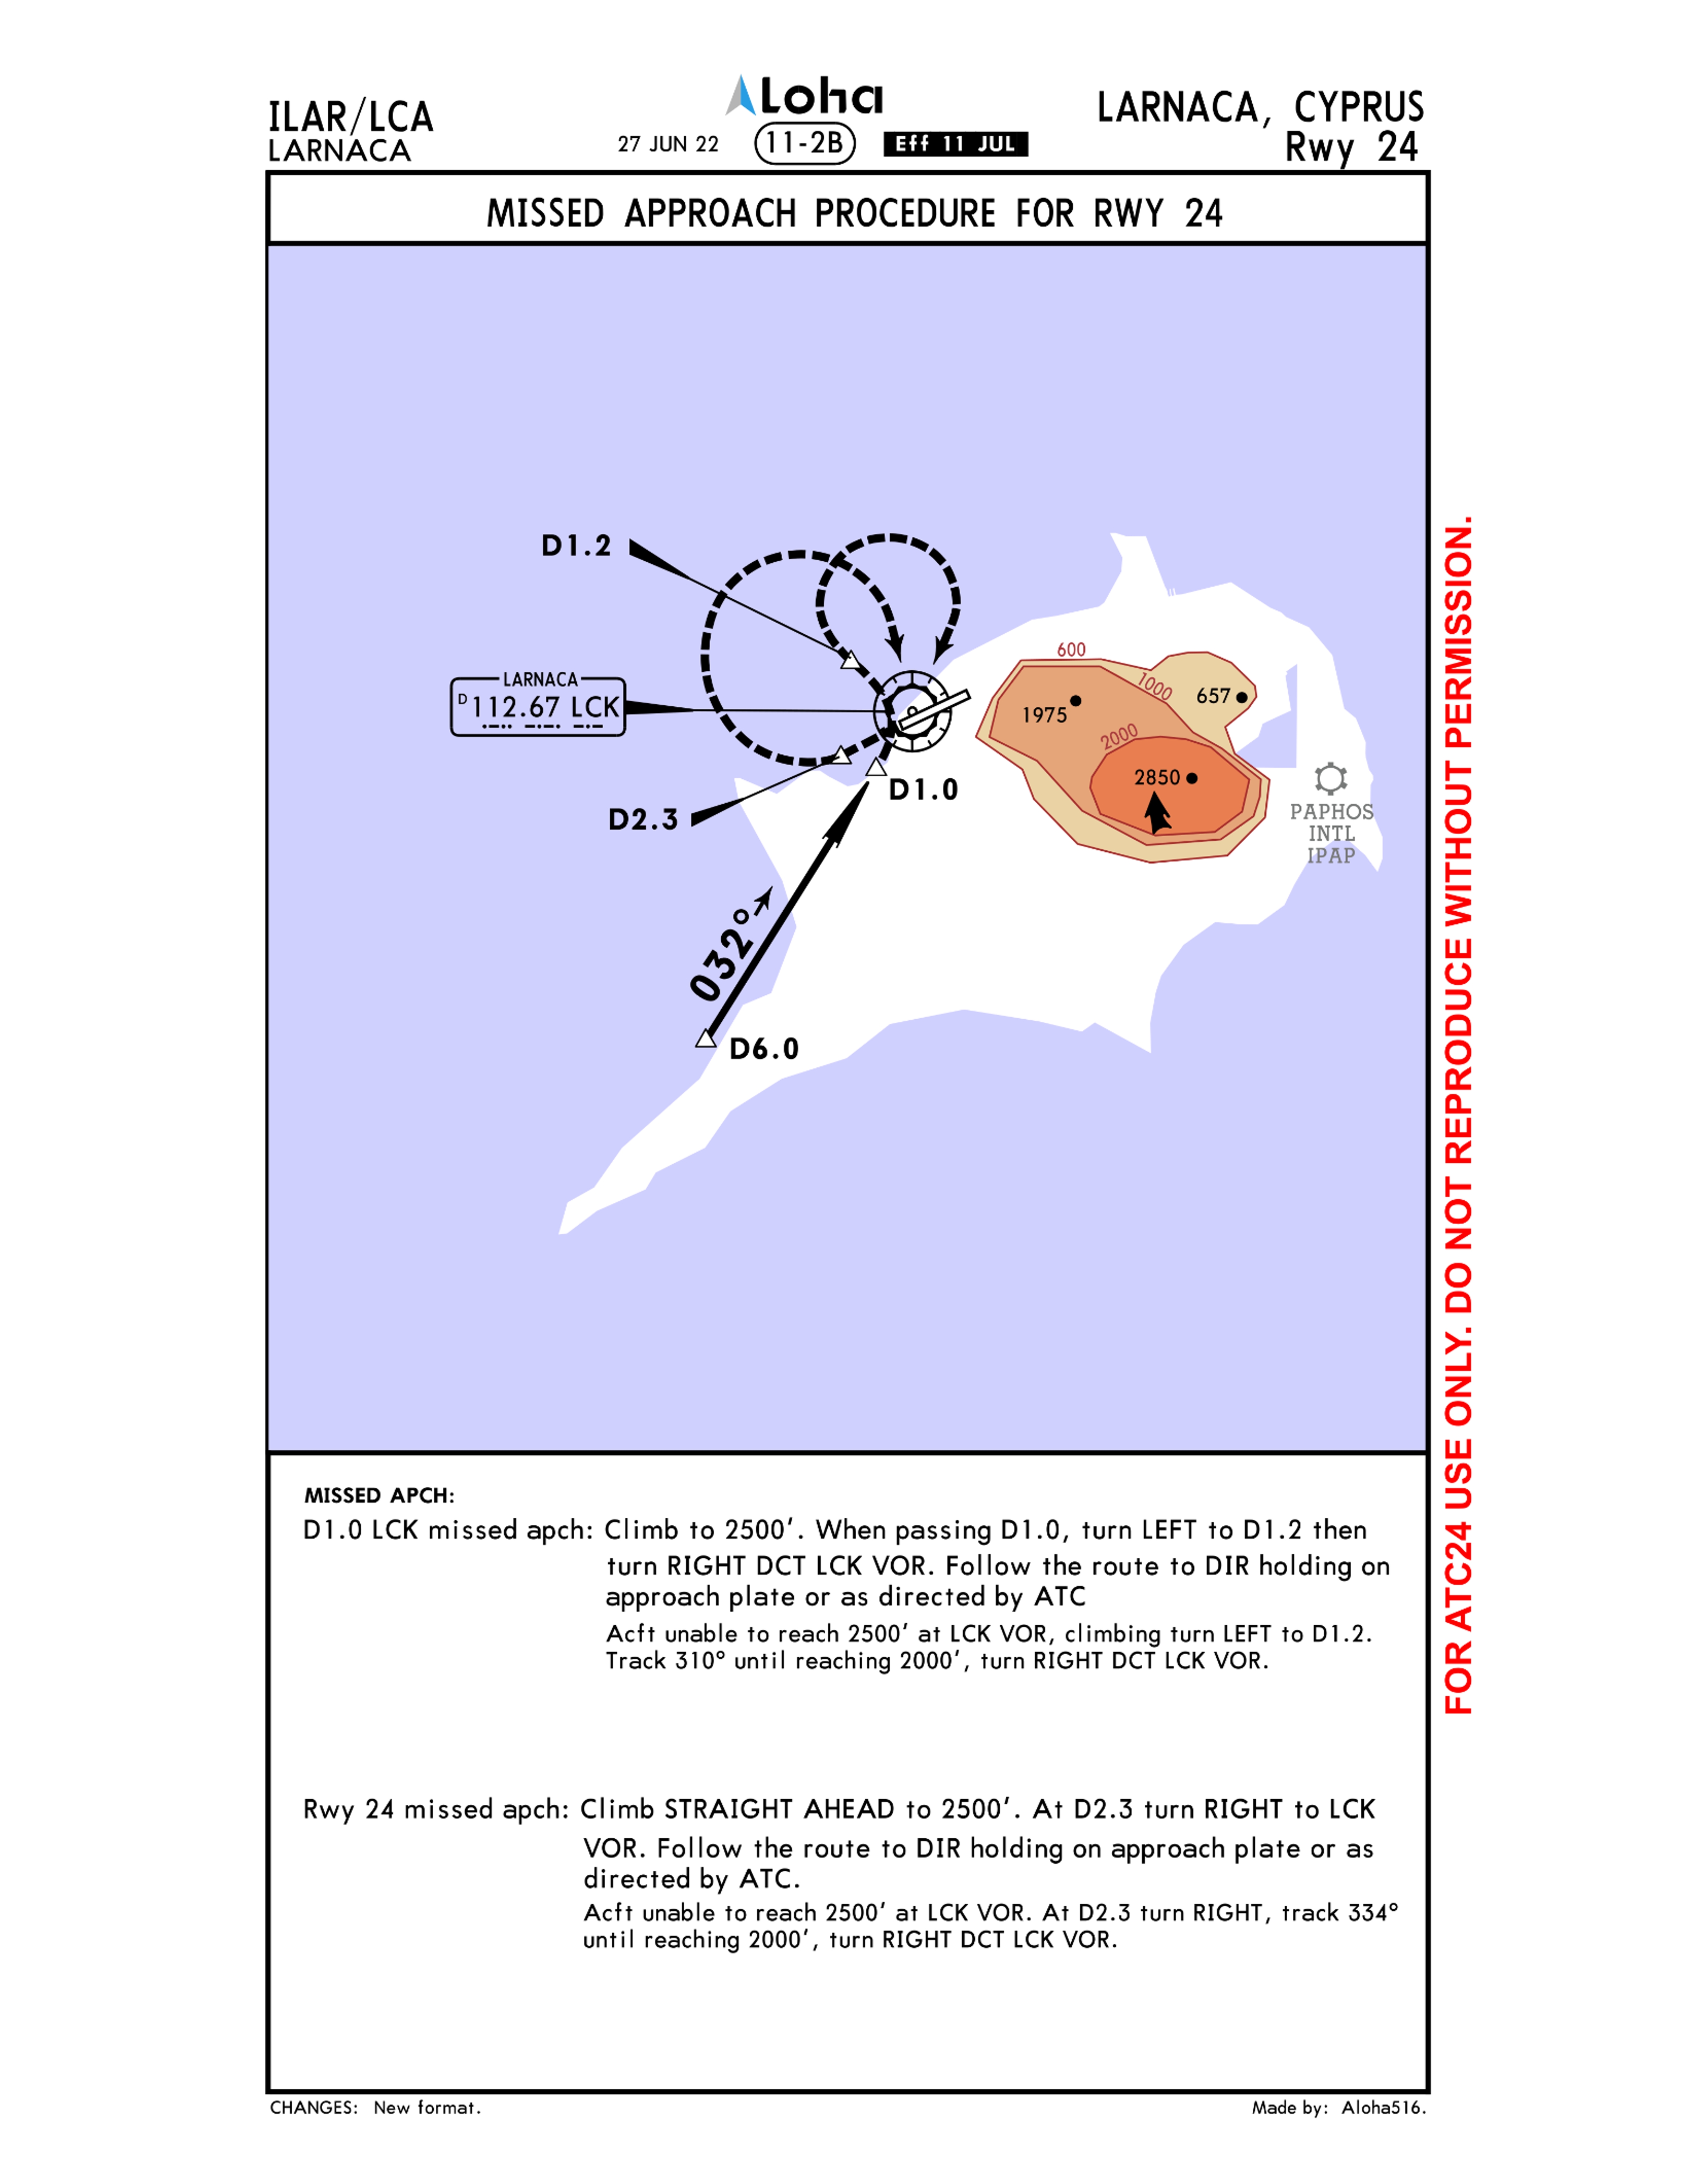 ILAR/LCA
LARNACA
Loha
27 JUN 22
11-2B
Eff 11 JUL
LARNACA, CYPRUS
Rwy 24
MISSED APPROACH PROCEDURE FOR RWY 24
D1.2
LARNACA
D 112.67 LCK
D2.3
D1.0
032°
D6.0
600
1000
657
1975
2000
2850
PAPHOS
INTL
IPAP
MISSED APCH:
D1.0 LCK missed apch: Climb to 2500'. When passing D1.0, turn LEFT to D1.2 then
turn RIGHT DCT LCK VOR. Follow the route to DIR holding on
approach plate or as directed by ATC
Acft unable to reach 2500' at LCK VOR, climbing turn LEFT to D1.2.
Track 310° until reaching 2000', turn RIGHT DCT LCK VOR.
Rwy 24 missed apch: Climb STRAIGHT AHEAD to 2500'. At D2.3 turn RIGHT to LCK
VOR. Follow the route to DIR holding on approach plate or as
directed by ATC.
Acft unable to reach 2500' at LCK VOR. At D2.3 turn RIGHT, track 334°
until reaching 2000', turn RIGHT DCT LCK VOR.
CHANGES: New format.
Made by: Aloha516.
FOR ATC24 USE ONLY. DO NOT REPRODUCE WITHOUT PERMISSION.